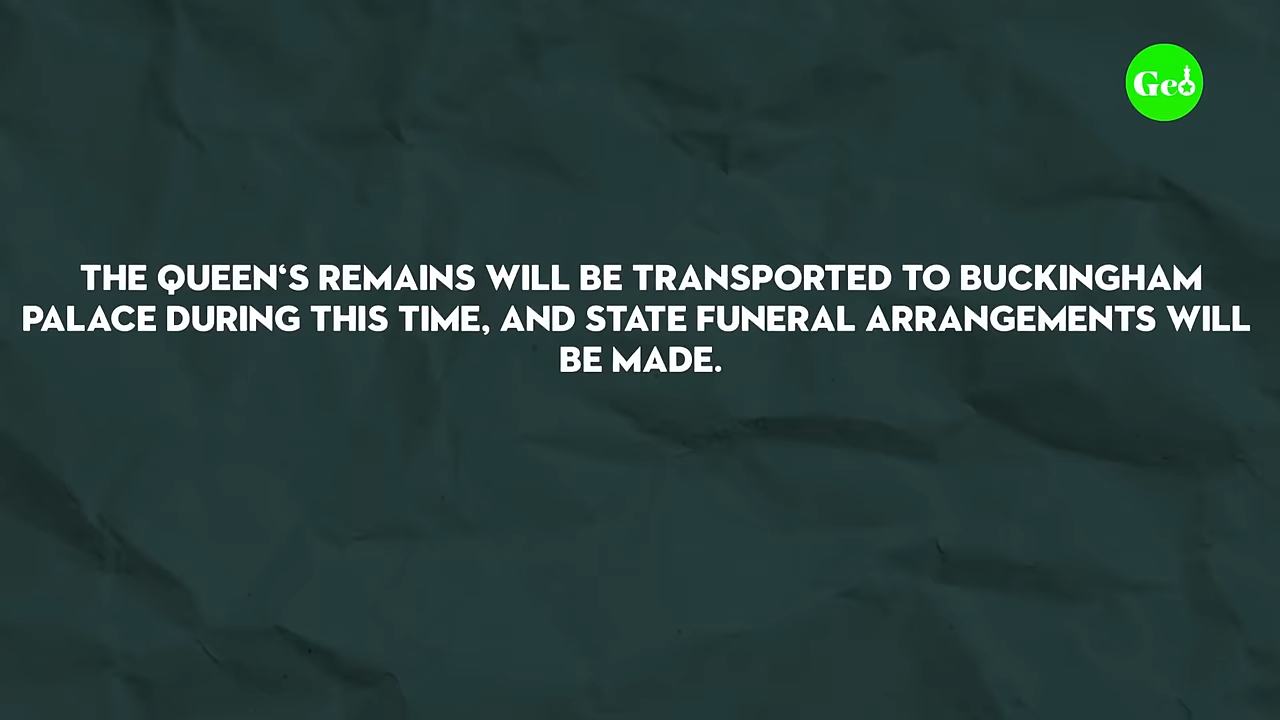 Geo
THE QUEEN‘S REMAINS WILL BE TRANSPORTED TO BUCKINGHAM
PALACE DURING THIS TIME, AND STATE FUNERAL ARRANGEMENTS WILL
BE MADE.